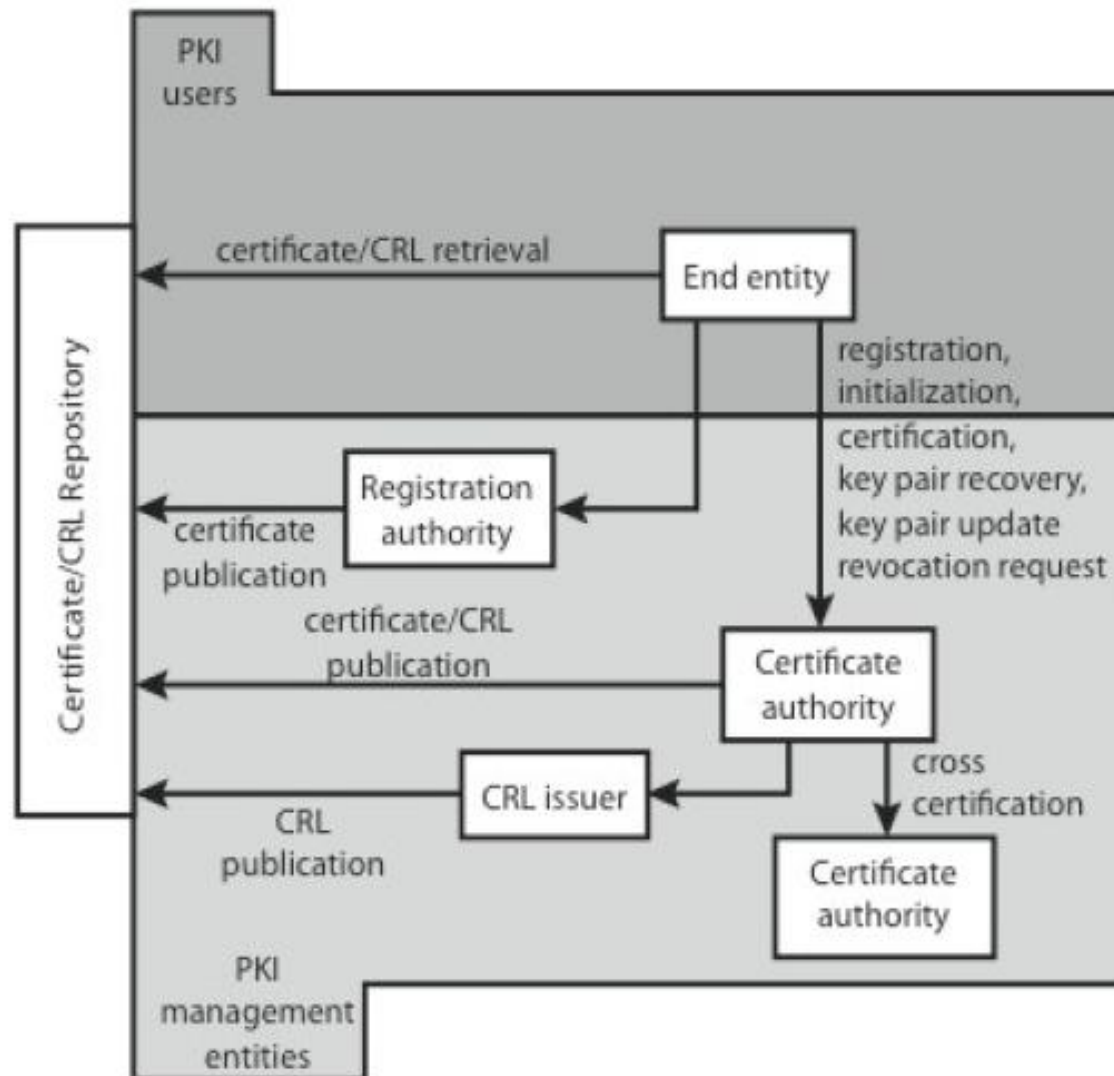 PKI
users
certificate/CRL retrieval
End entity
Certificate/CRL Repository
registration,
initialization,
certification,
key pair recovery,
key pair update
revocation request
Registration
authority
certificate
publication
certificate/CRL
publication
Certificate
authority
CRL issuer
cross
certification
CRL
publication
Certificate
authority
PKI
management
entities